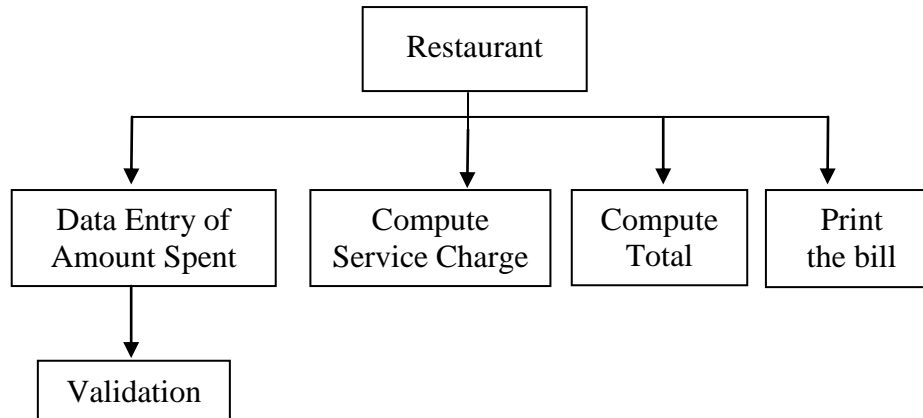 Restaurant
Data Entry of
Amount Spent
Compute
Service Charge
Compute
Total
Print
the bill
Validation